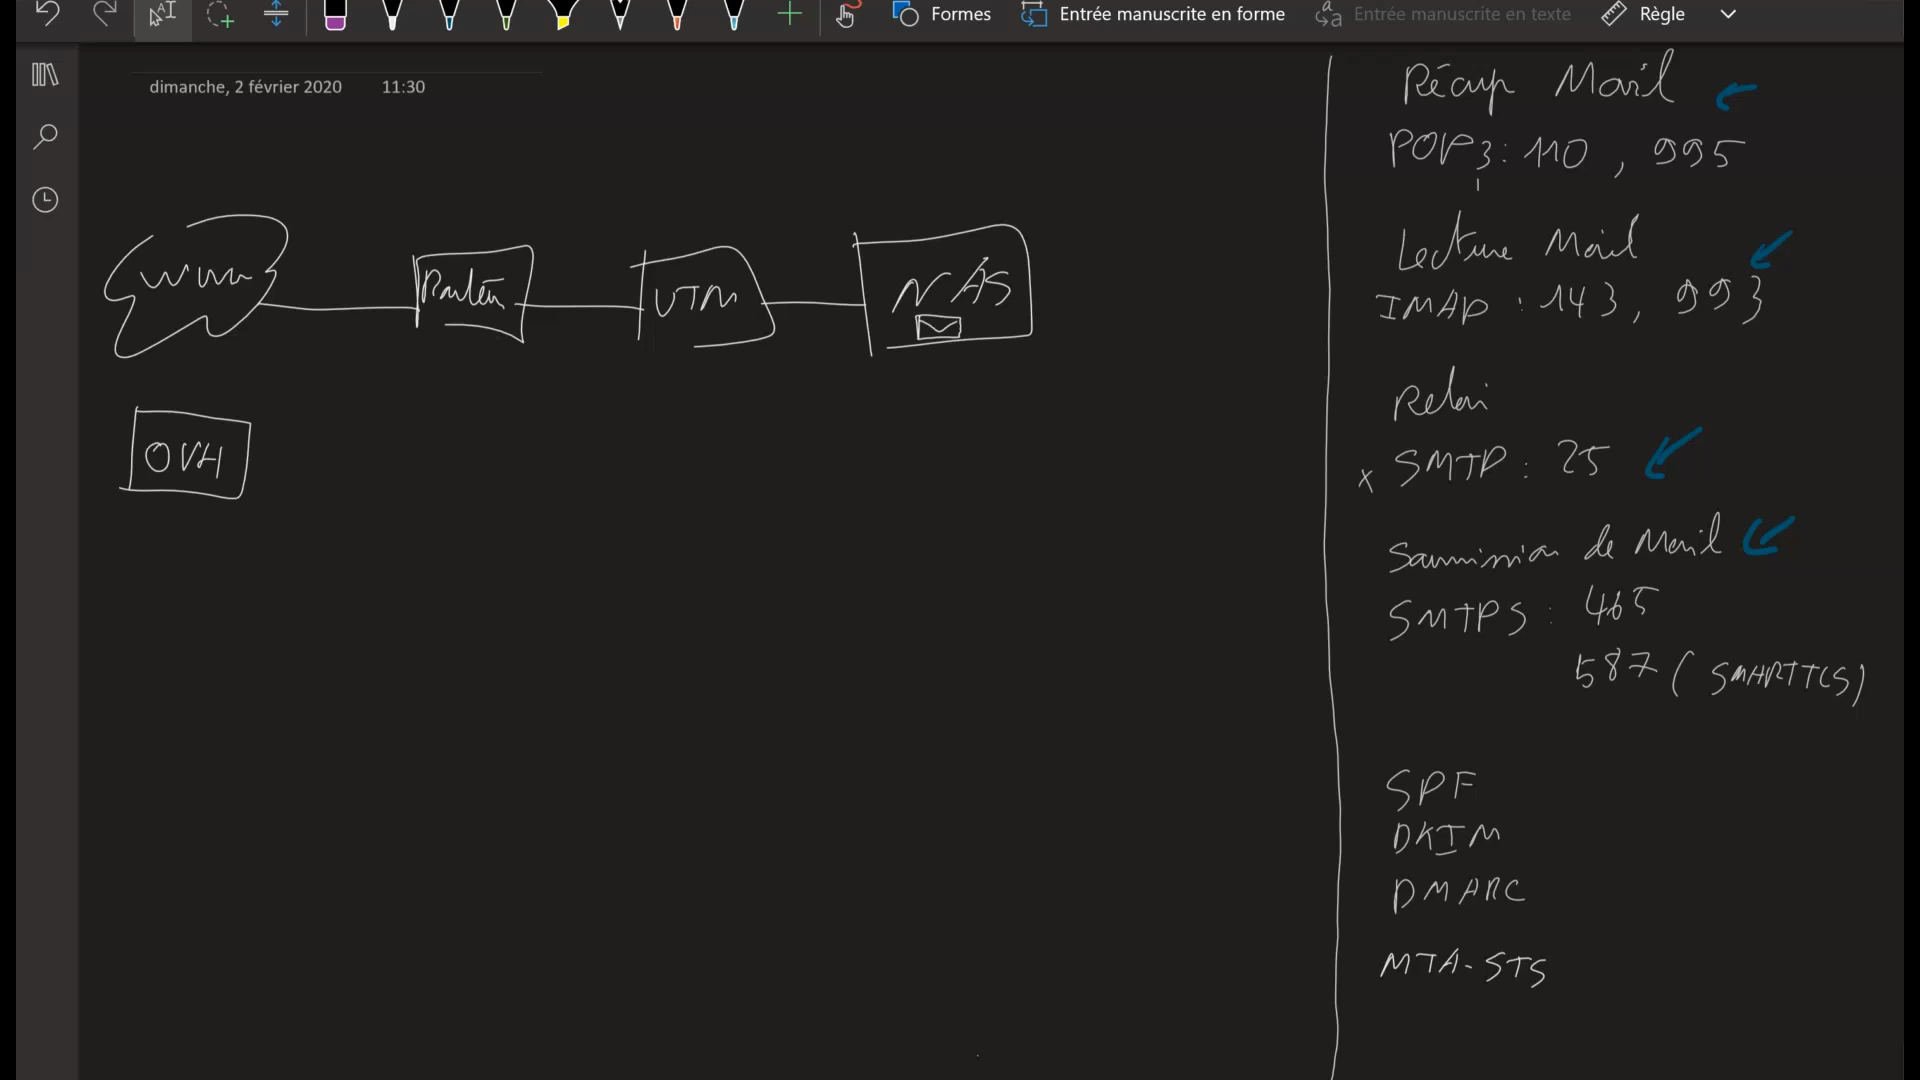 Formes Entrée manuscrite en forme Entrée manuscrite en texte Règle
dimanche, 2 février 2020 11:30
www
Routeur
UTM
NAS
OVH
Récup Mail
POP3: 110, 995
Lecture Mail
IMAP : 143, 993
Relai
x SMTP : 25
Soumission de Mail
SMTPS : 465
587 (SMARTTLS)
SPF
DKIM
DMARC
MTA-STS